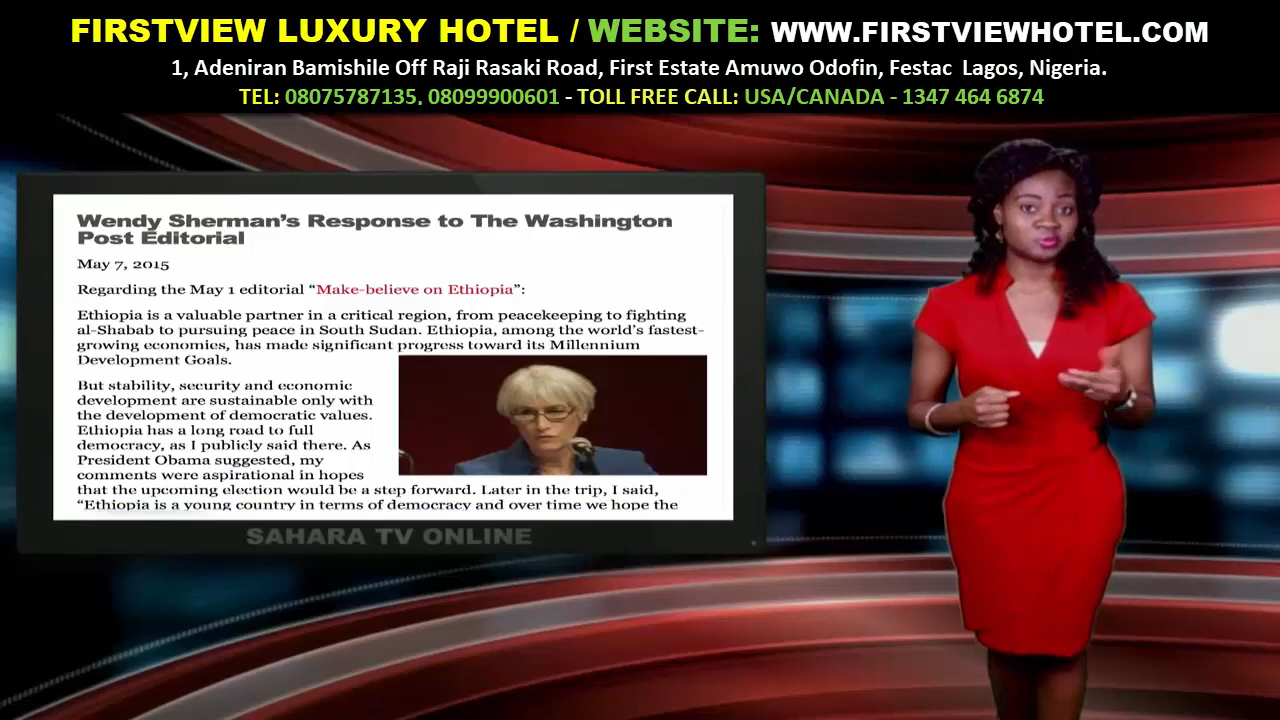 FIRSTVIEW LUXURY HOTEL / WEBSITE: WWW.FIRSTVIEWHOTEL.COM
1, Adeniran Bamishile Off Raji Rasaki Road, First Estate Amuwo Odofin, Festac Lagos, Nigeria.
TEL: 08075787135, 08099900601 - TOLL FREE CALL: USA/CANADA - 1347 464 6874
Wendy Sherman's Response to The Washington
Post Editorial
May 7, 2015
Regarding the May 1 editorial “Make-believe on Ethiopia”:
Ethiopia is a valuable partner in a critical region, from peacekeeping to fighting
al-Shabab to pursuing peace in South Sudan. Ethiopia, among the world's fastest-
growing economies, has made significant progress toward its Millennium
Development Goals.
But stability, security and economic
development are sustainable only with
the development of democratic values.
Ethiopia has a long road to full
democracy, as I publicly said there. As
President Obama suggested, my
comments were aspirational in hopes
that the upcoming election would be a step forward. Later in the trip, I said,
“Ethiopia is a young country in terms of democracy and over time we hope the
SAHARA TV ONLINE